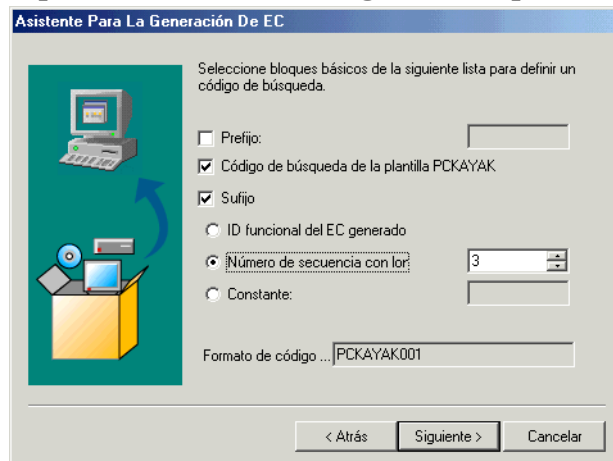 Asistente Para La Generación De EC
Seleccione bloques básicos de la siguiente lista para definir un
código de búsqueda.
Prefijo:
Código de búsqueda de la plantilla PCKAYAK
Sufijo
ID funcional del EC generado
Número de secuencia con lor
3
Constante:
Formato de código ... PCKAYAK001
< Atrás Siguiente > Cancelar